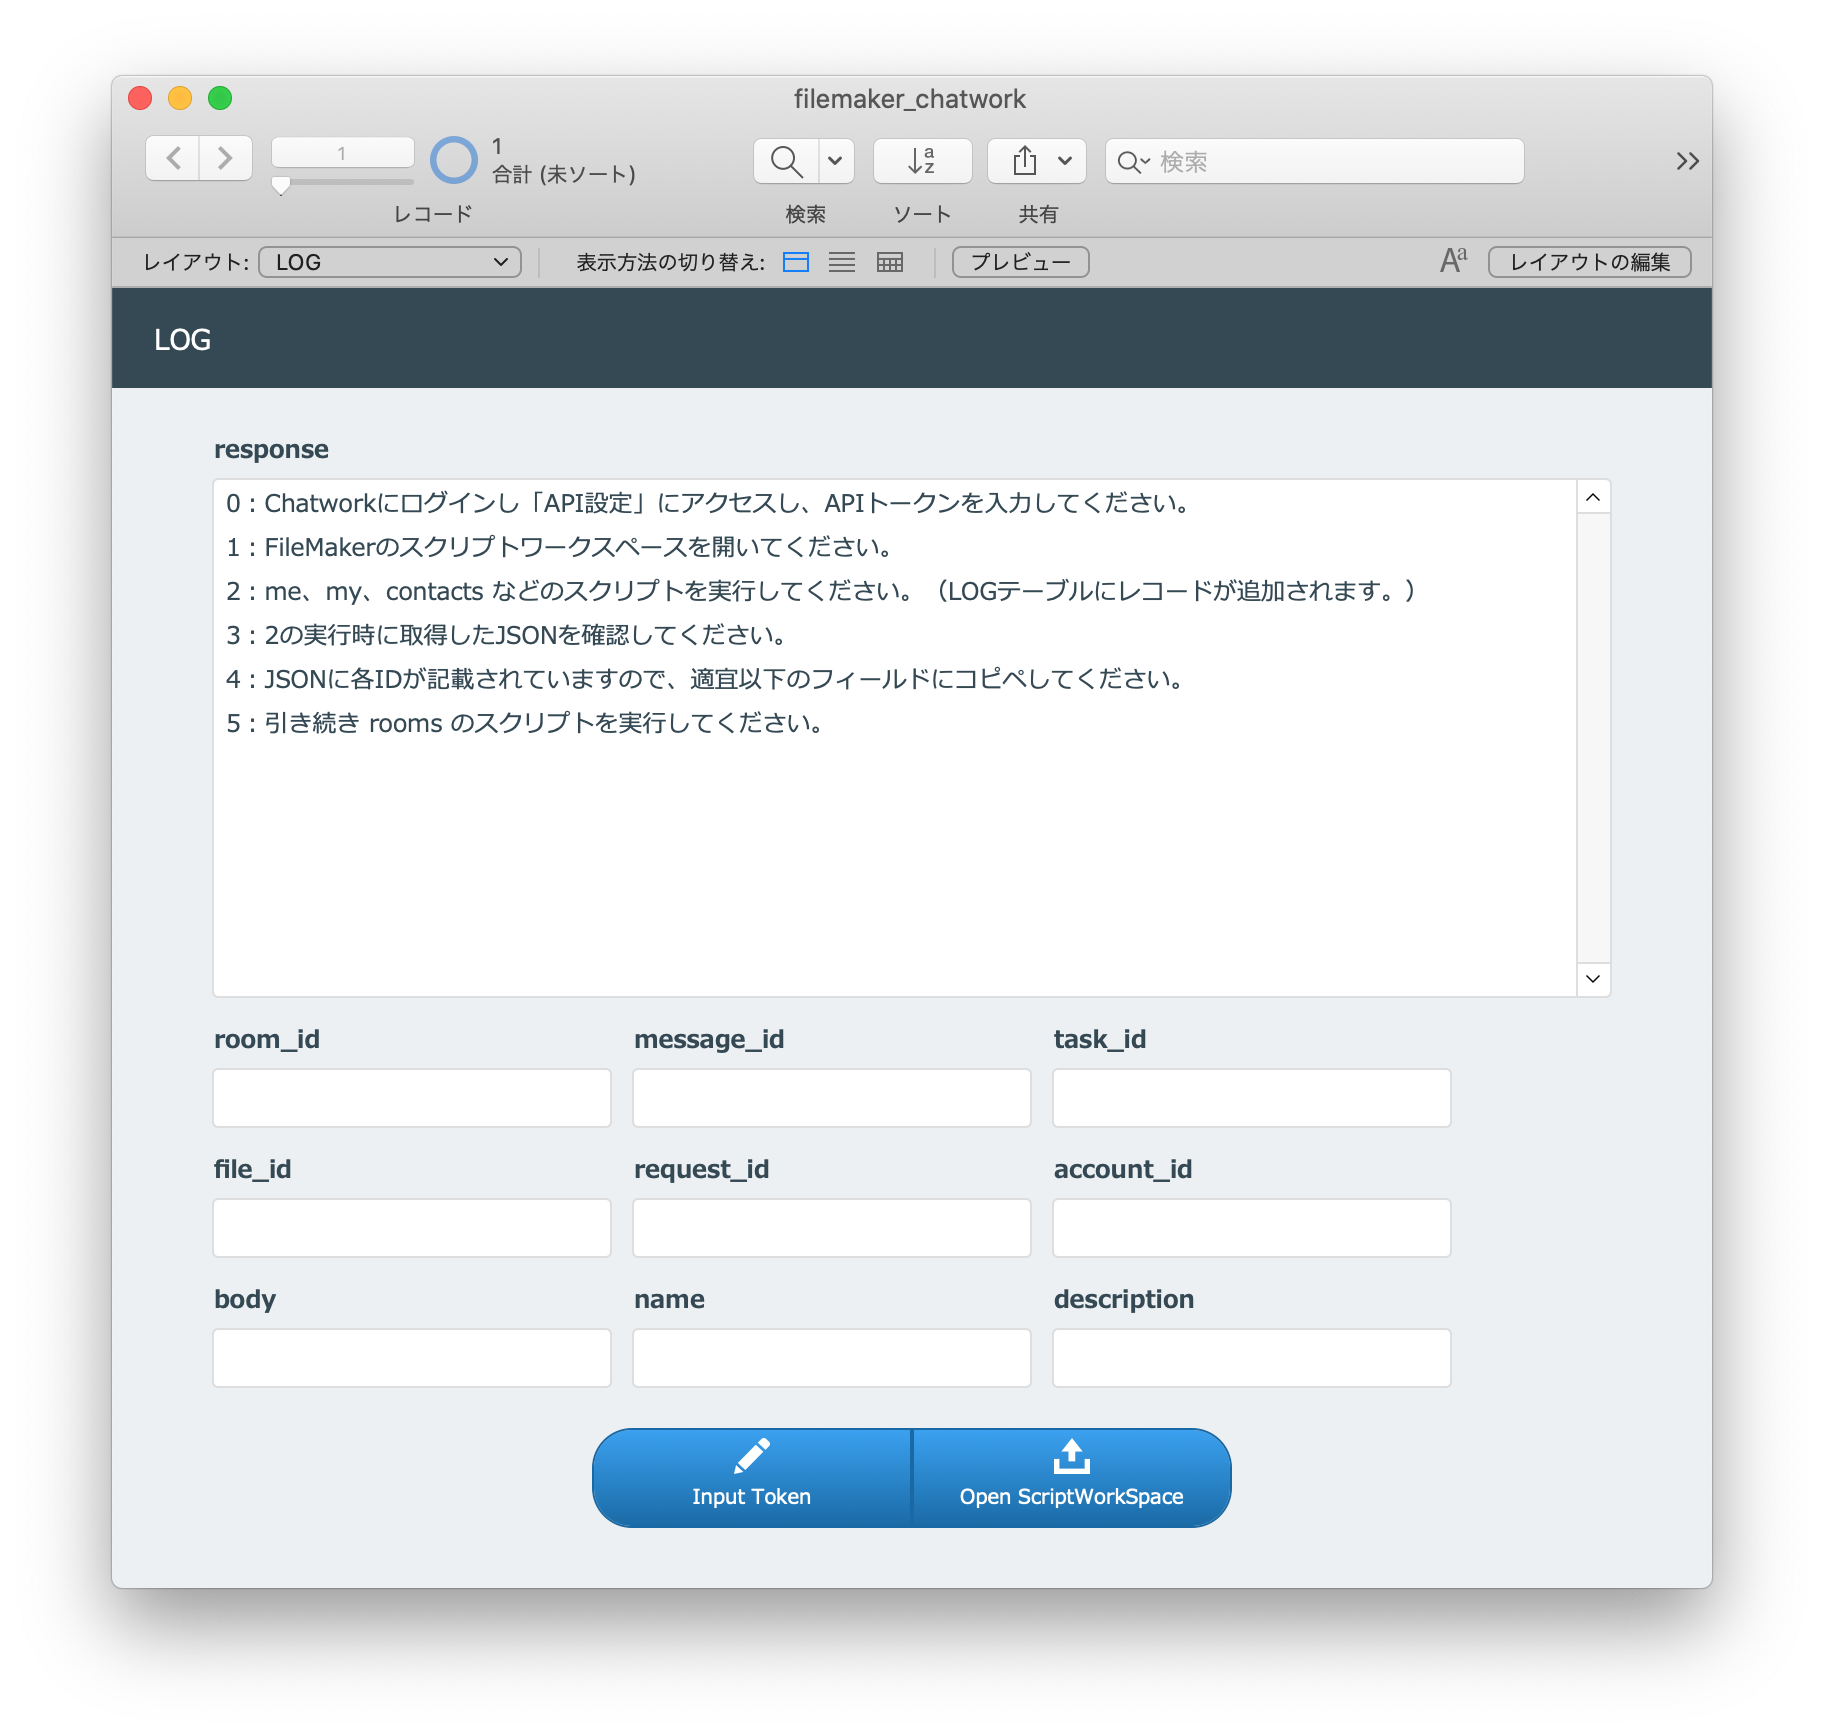 filemaker_chatwork
1
1
合計 (未ソート)
レコード
検索
ソート
共有
検索
レイアウト:
LOG
表示方法の切り替え:
プレビュー
Aa
レイアウトの編集
LOG
response
0 : Chatworkにログインし「API設定」にアクセスし、APIトークンを入力してください。
1 : FileMakerのスクリプトワークスペースを開いてください。
2 : me、my、contacts などのスクリプトを実行してください。（LOGテーブルにレコードが追加されます。）
3 : 2の実行時に取得したJSONを確認してください。
4 : JSONに各IDが記載されていますので、適宜以下のフィールドにコピペしてください。
5 : 引き続き rooms のスクリプトを実行してください。
room_id
message_id
task_id
file_id
request_id
account_id
body
name
description
Input Token
Open ScriptWorkSpace